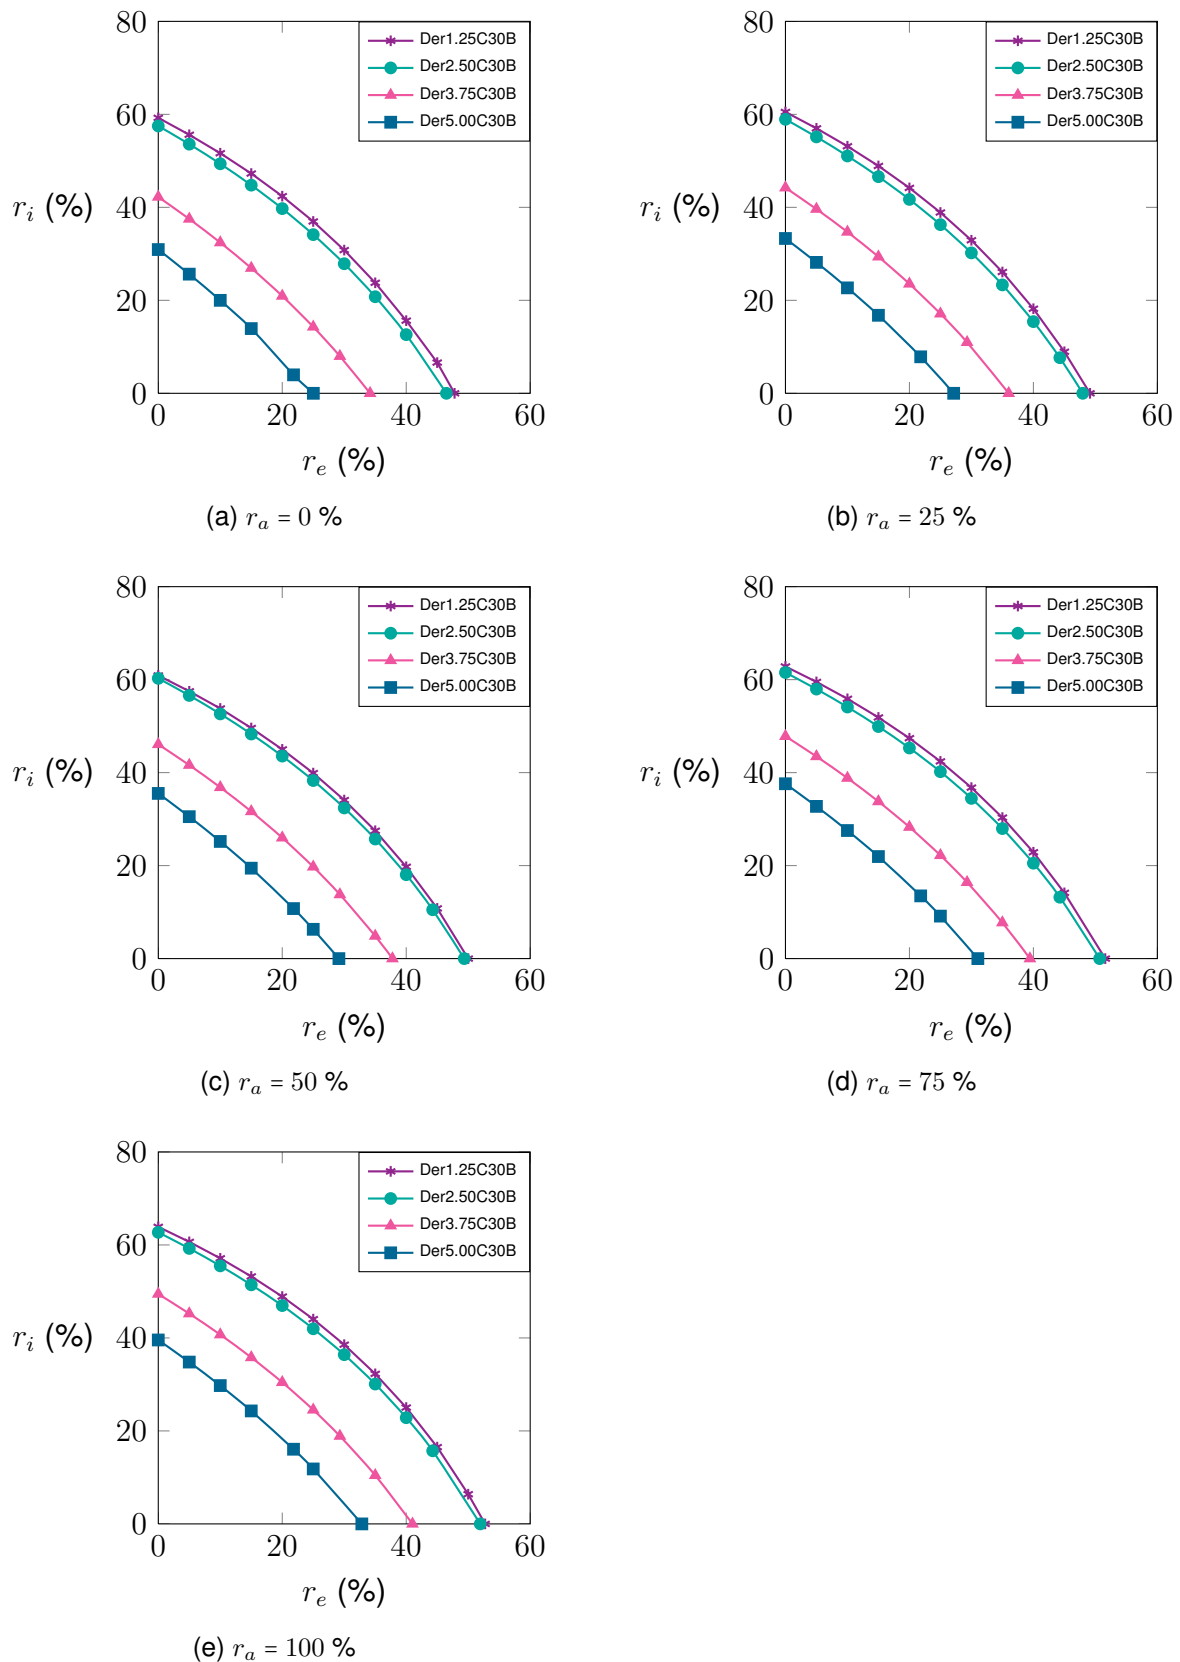 80
60
40
20
0
0 20 40 60
r_i (%)
r_e (%)
Der1.25C30B
Der2.50C30B
Der3.75C30B
Der5.00C30B
(a) r_a = 0 %
80
60
40
20
0
0 20 40 60
r_i (%)
r_e (%)
Der1.25C30B
Der2.50C30B
Der3.75C30B
Der5.00C30B
(b) r_a = 25 %
80
60
40
20
0
0 20 40 60
r_i (%)
r_e (%)
Der1.25C30B
Der2.50C30B
Der3.75C30B
Der5.00C30B
(c) r_a = 50 %
80
60
40
20
0
0 20 40 60
r_i (%)
r_e (%)
Der1.25C30B
Der2.50C30B
Der3.75C30B
Der5.00C30B
(d) r_a = 75 %
80
60
40
20
0
0 20 40 60
r_i (%)
r_e (%)
Der1.25C30B
Der2.50C30B
Der3.75C30B
Der5.00C30B
(e) r_a = 100 %